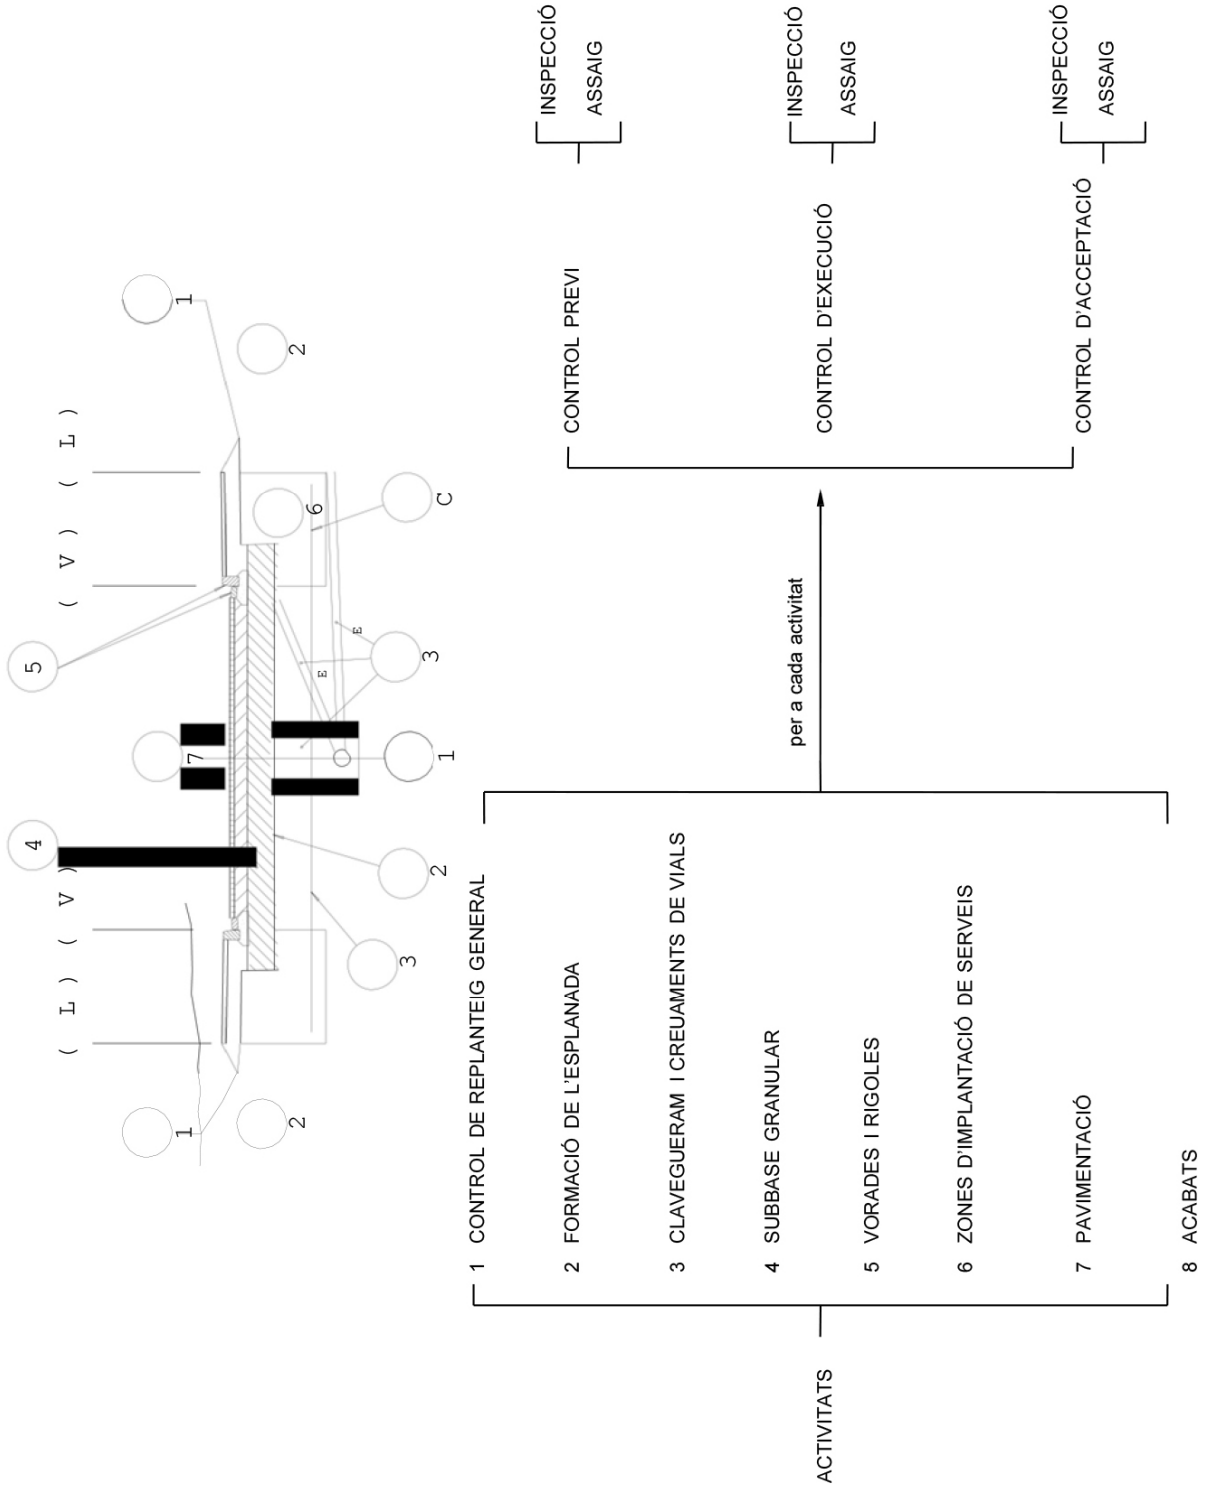 ( L ) ( V )
( V ) ( L )
4
5
1
7
1
2
2
6
3
2
1
3
C
E
E
ACTIVITATS
1 CONTROL DE REPLANTEIG GENERAL
2 FORMACIÓ DE L'ESPLANADA
3 CLAVEGUERAM I CREUAMENTS DE VIALS
4 SUBBASE GRANULAR
5 VORADES I RIGOLES
6 ZONES D'IMPLANTACIÓ DE SERVEIS
7 PAVIMENTACIÓ
8 ACABATS
per a cada activitat
CONTROL PREVI
INSPECCIÓ
ASSAIG
CONTROL D'EXECUCIÓ
INSPECCIÓ
ASSAIG
CONTROL D'ACCEPTACIÓ
INSPECCIÓ
ASSAIG